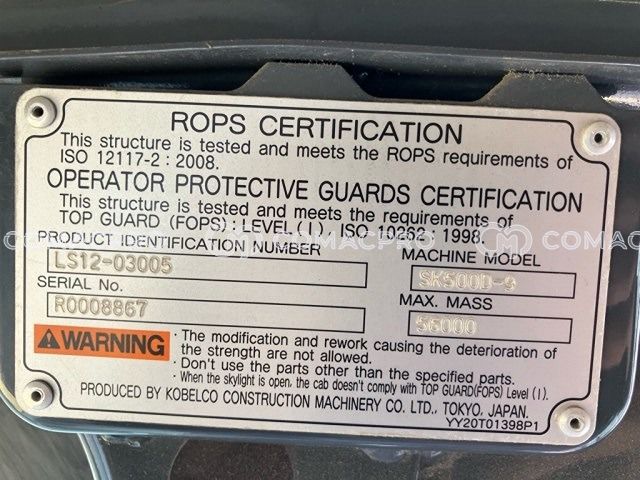 ROPS CERTIFICATION
This structure is tested and meets the ROPS requirements of
ISO 12117-2 : 2008.
OPERATOR PROTECTIVE GUARDS CERTIFICATION
This structure is tested and meets the requirements of
TOP GUARD (FOPS) : LEVEL ( I ), ISO 10262 : 1998.
COMACPRO COMACPRO
PRODUCT IDENTIFICATION NUMBER MACHINE MODEL
LS12-03005 SK500D-9
SERIAL No. MAX. MASS
R0008867 56000
WARNING
· The modification and rework causing the deterioration of
the strength are not allowed.
· Don't use the parts other than the specified parts.
· When the skylight is open, the cab doesn't comply with TOP GUARD(FOPS) Level ( I ).
PRODUCED BY KOBELCO CONSTRUCTION MACHINERY CO. LTD., TOKYO, JAPAN.
YY20T01398P1